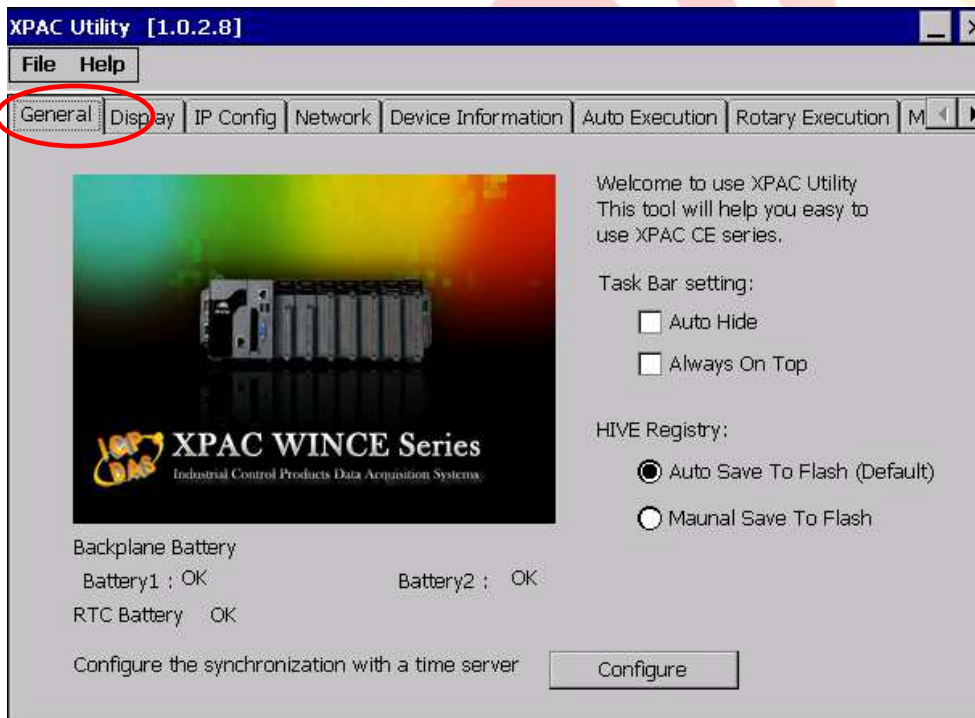 XPAC Utility [1.0.2.8]
File Help
General Display IP Config Network Device Information Auto Execution Rotary Execution M
Welcome to use XPAC Utility
This tool will help you easy to
use XPAC CE series.
Task Bar setting:
Auto Hide
Always On Top
HIVE Registry:
Auto Save To Flash (Default)
Maunal Save To Flash
ICP
DAS
XPAC WINCE Series
Industrial Control Products Data Acquisition Systems
Backplane Battery
Battery1 : OK Battery2 : OK
RTC Battery OK
Configure the synchronization with a time server Configure